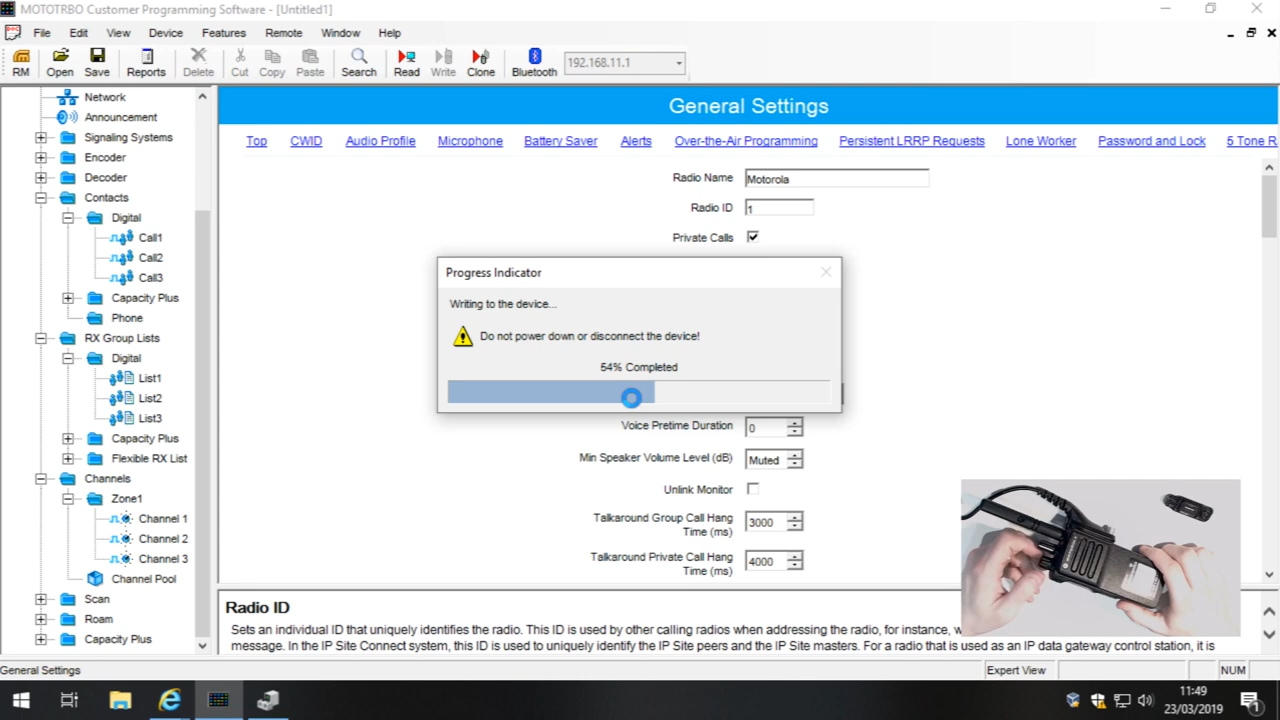 MOTOTRBO Customer Programming Software - [Untitled1]
File Edit View Device Features Remote Window Help
RM Open Save Reports Delete Cut Copy Paste Search Read Write Clone Bluetooth 192.168.11.1
Network
Announcement
Signaling Systems
Encoder
Decoder
Contacts
Digital
Call1
Call2
Call3
Capacity Plus
Phone
RX Group Lists
Digital
List1
List2
List3
Capacity Plus
Flexible RX List
Channels
Zone1
Channel 1
Channel 2
Channel 3
Channel Pool
Scan
Roam
Capacity Plus
General Settings
Top CWID Audio Profile Microphone Battery Saver Alerts Over-the-Air Programming Persistent LRRP Requests Lone Worker Password and Lock 5 Tone R
Radio Name Motorola
Radio ID 1
Private Calls
Progress Indicator
Writing to the device...
Do not power down or disconnect the device!
54% Completed
Voice Pretime Duration 0
Min Speaker Volume Level (dB) Muted
Unlink Monitor
Talkaround Group Call Hang
Time (ms) 3000
Talkaround Private Call Hang
Time (ms) 4000
Radio ID
Sets an individual ID that uniquely identifies the radio. This ID is used by other calling radios when addressing the radio, for instance, w
message. In the IP Site Connect system, this ID is used to uniquely identify the IP Site peers and the IP Site masters. For a radio that is used as an IP data gateway control station, it is
General Settings
Expert View
NUM
11:49
23/03/2019
1